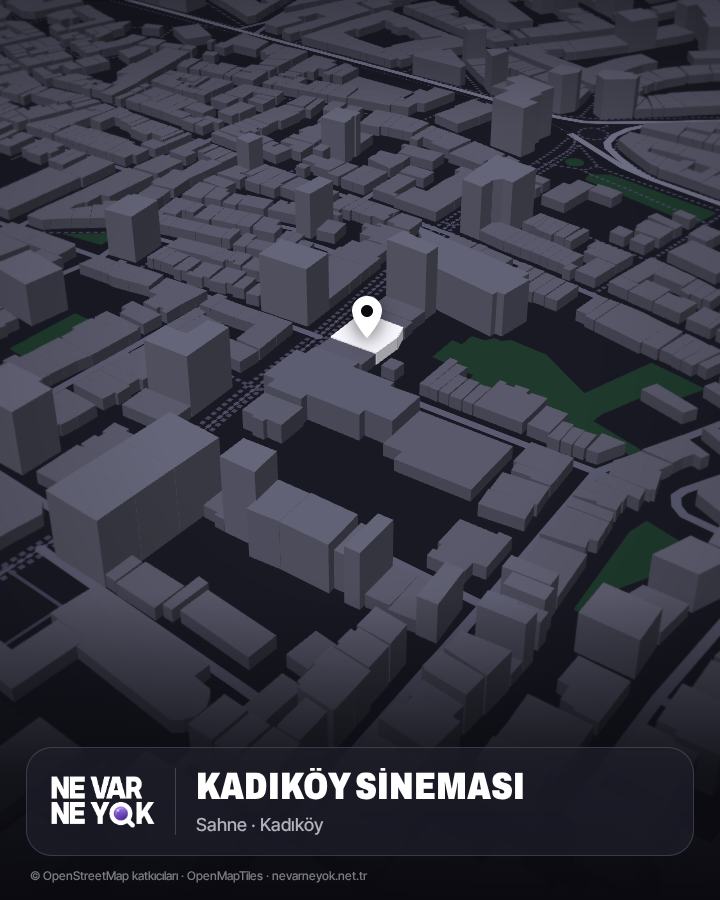 NE VAR
NE YOK
KADIKÖY SİNEMASI
Sahne · Kadıköy
© OpenStreetMap katkıcıları · OpenMapTiles · nevarneyok.net.tr